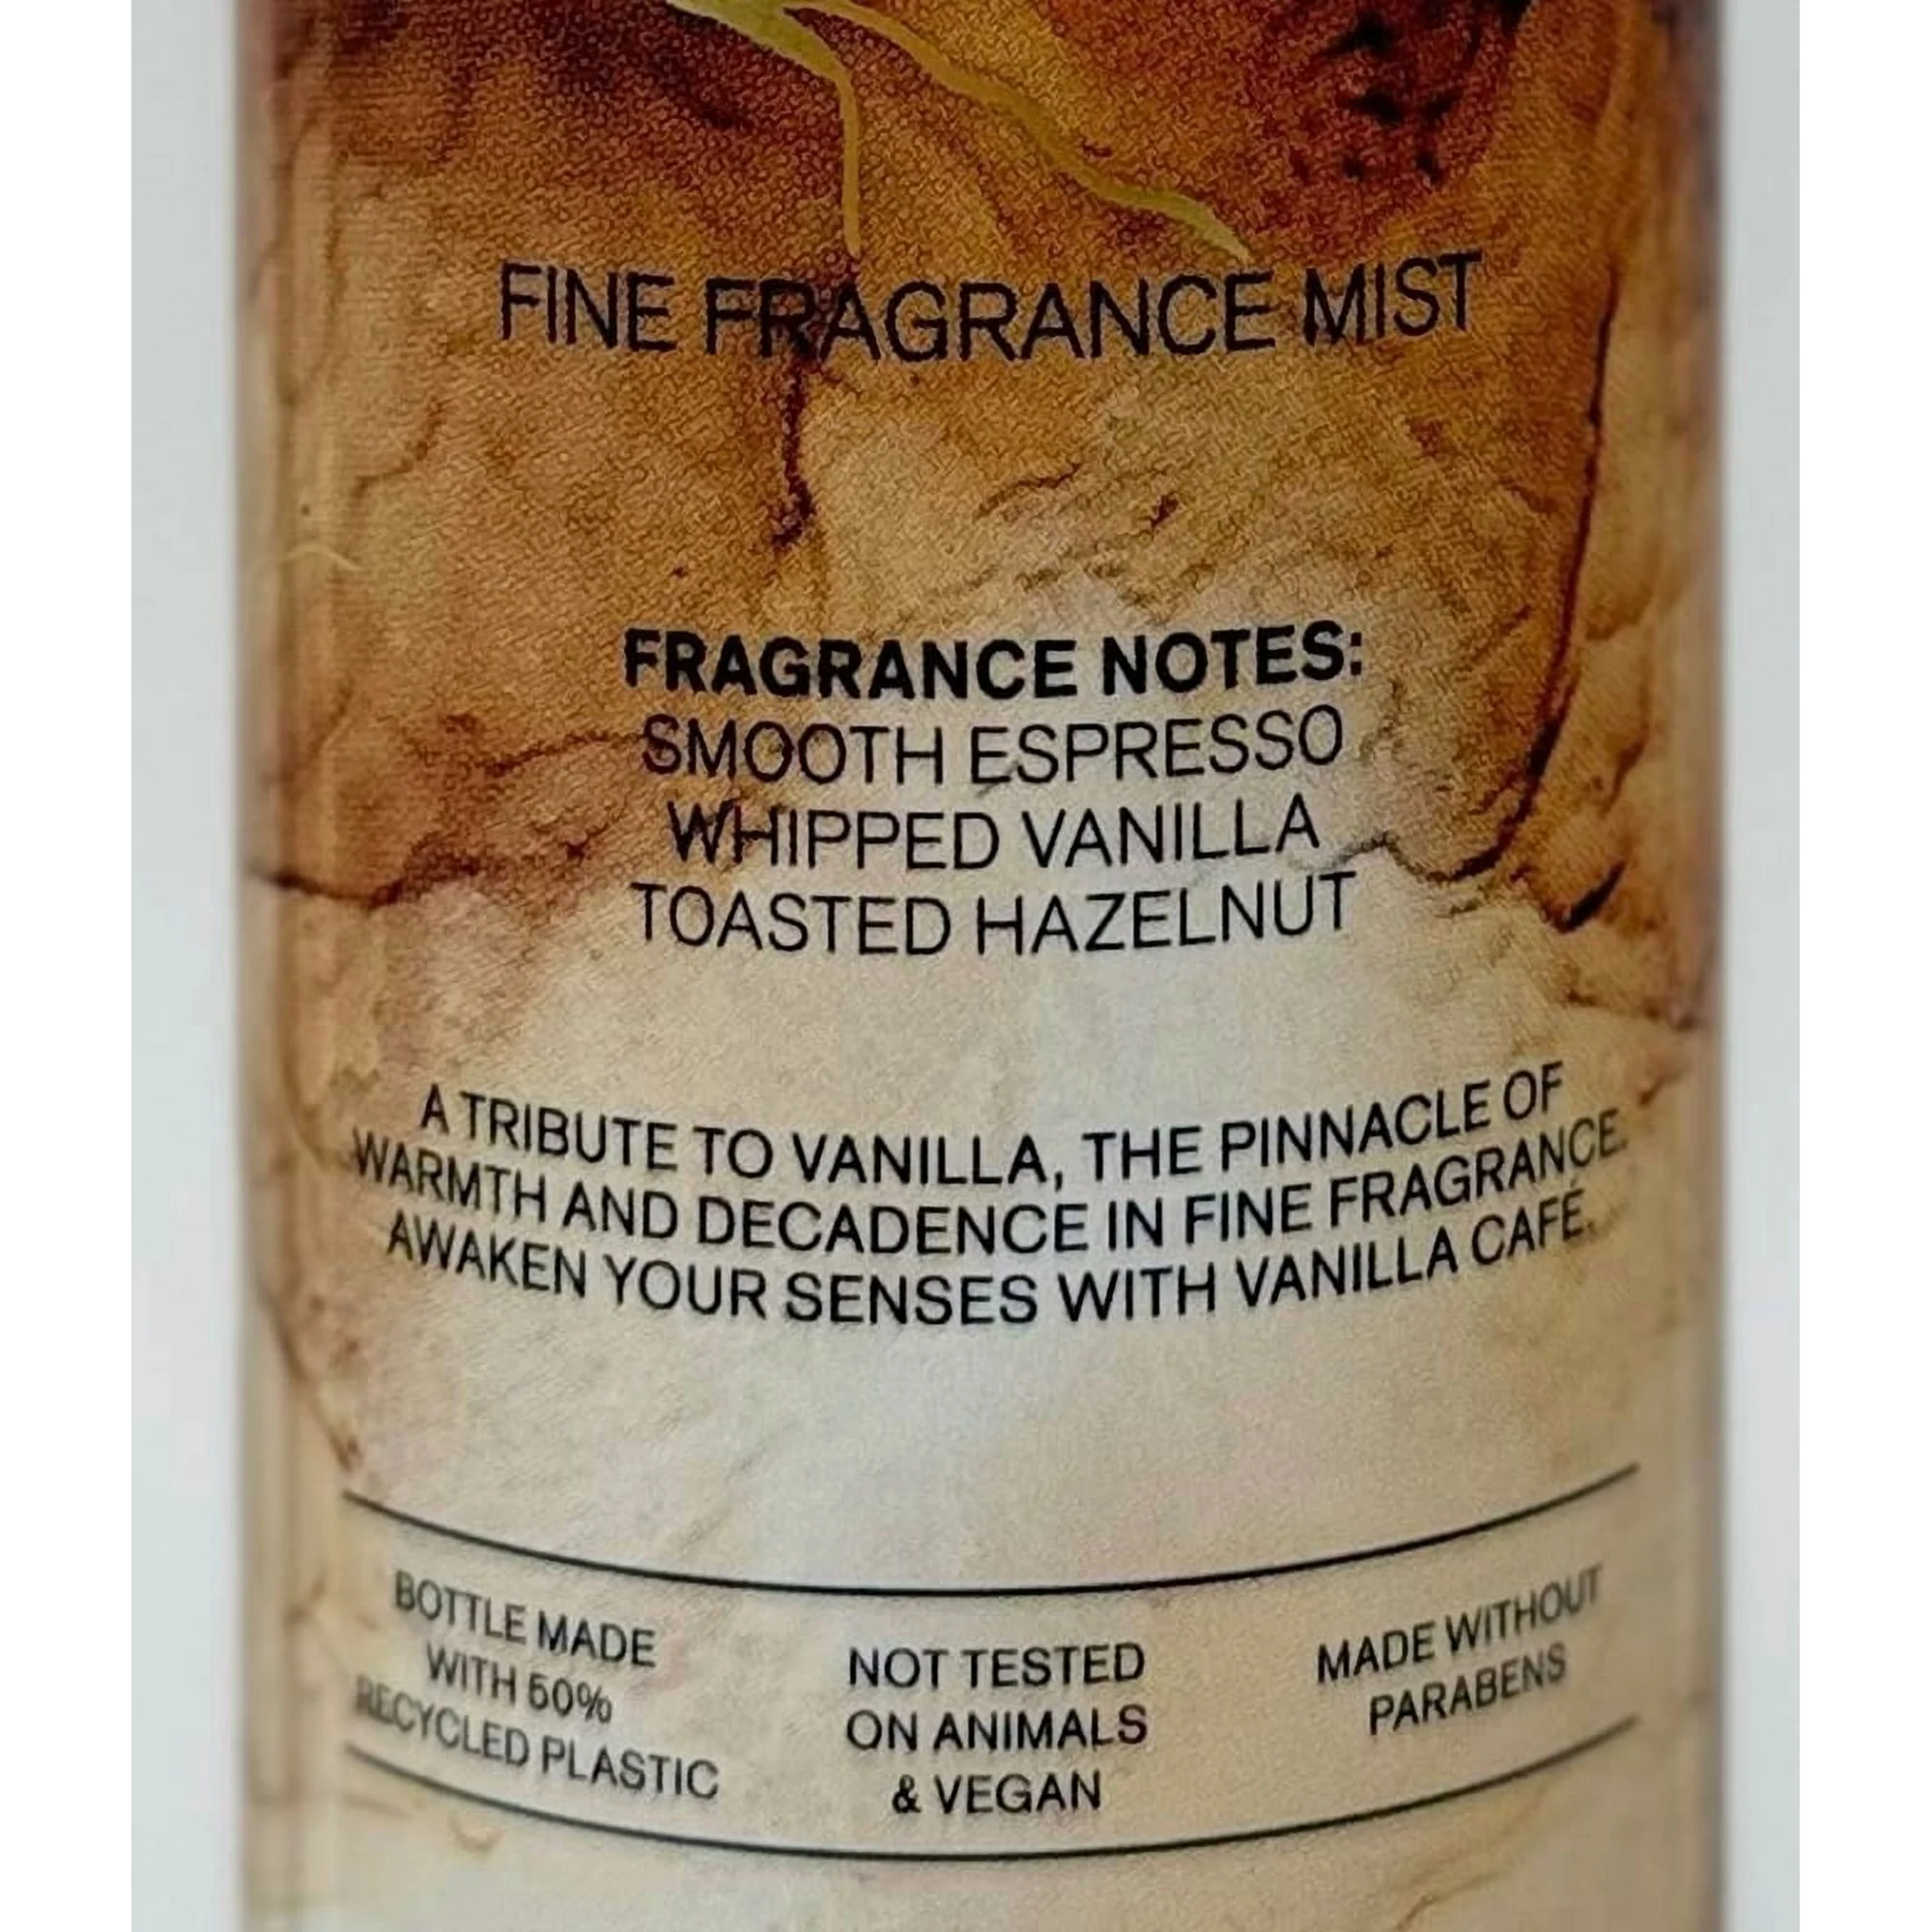 FINE FRAGRANCE MIST
FRAGRANCE NOTES:
SMOOTH ESPRESSO
WHIPPED VANILLA
TOASTED HAZELNUT
A TRIBUTE TO VANILLA, THE PINNACLE OF
WARMTH AND DECADENCE IN FINE FRAGRANCE.
AWAKEN YOUR SENSES WITH VANILLA CAFÉ.
BOTTLE MADE
WITH 50%
RECYCLED PLASTIC
NOT TESTED
ON ANIMALS
& VEGAN
MADE WITHOUT
PARABENS